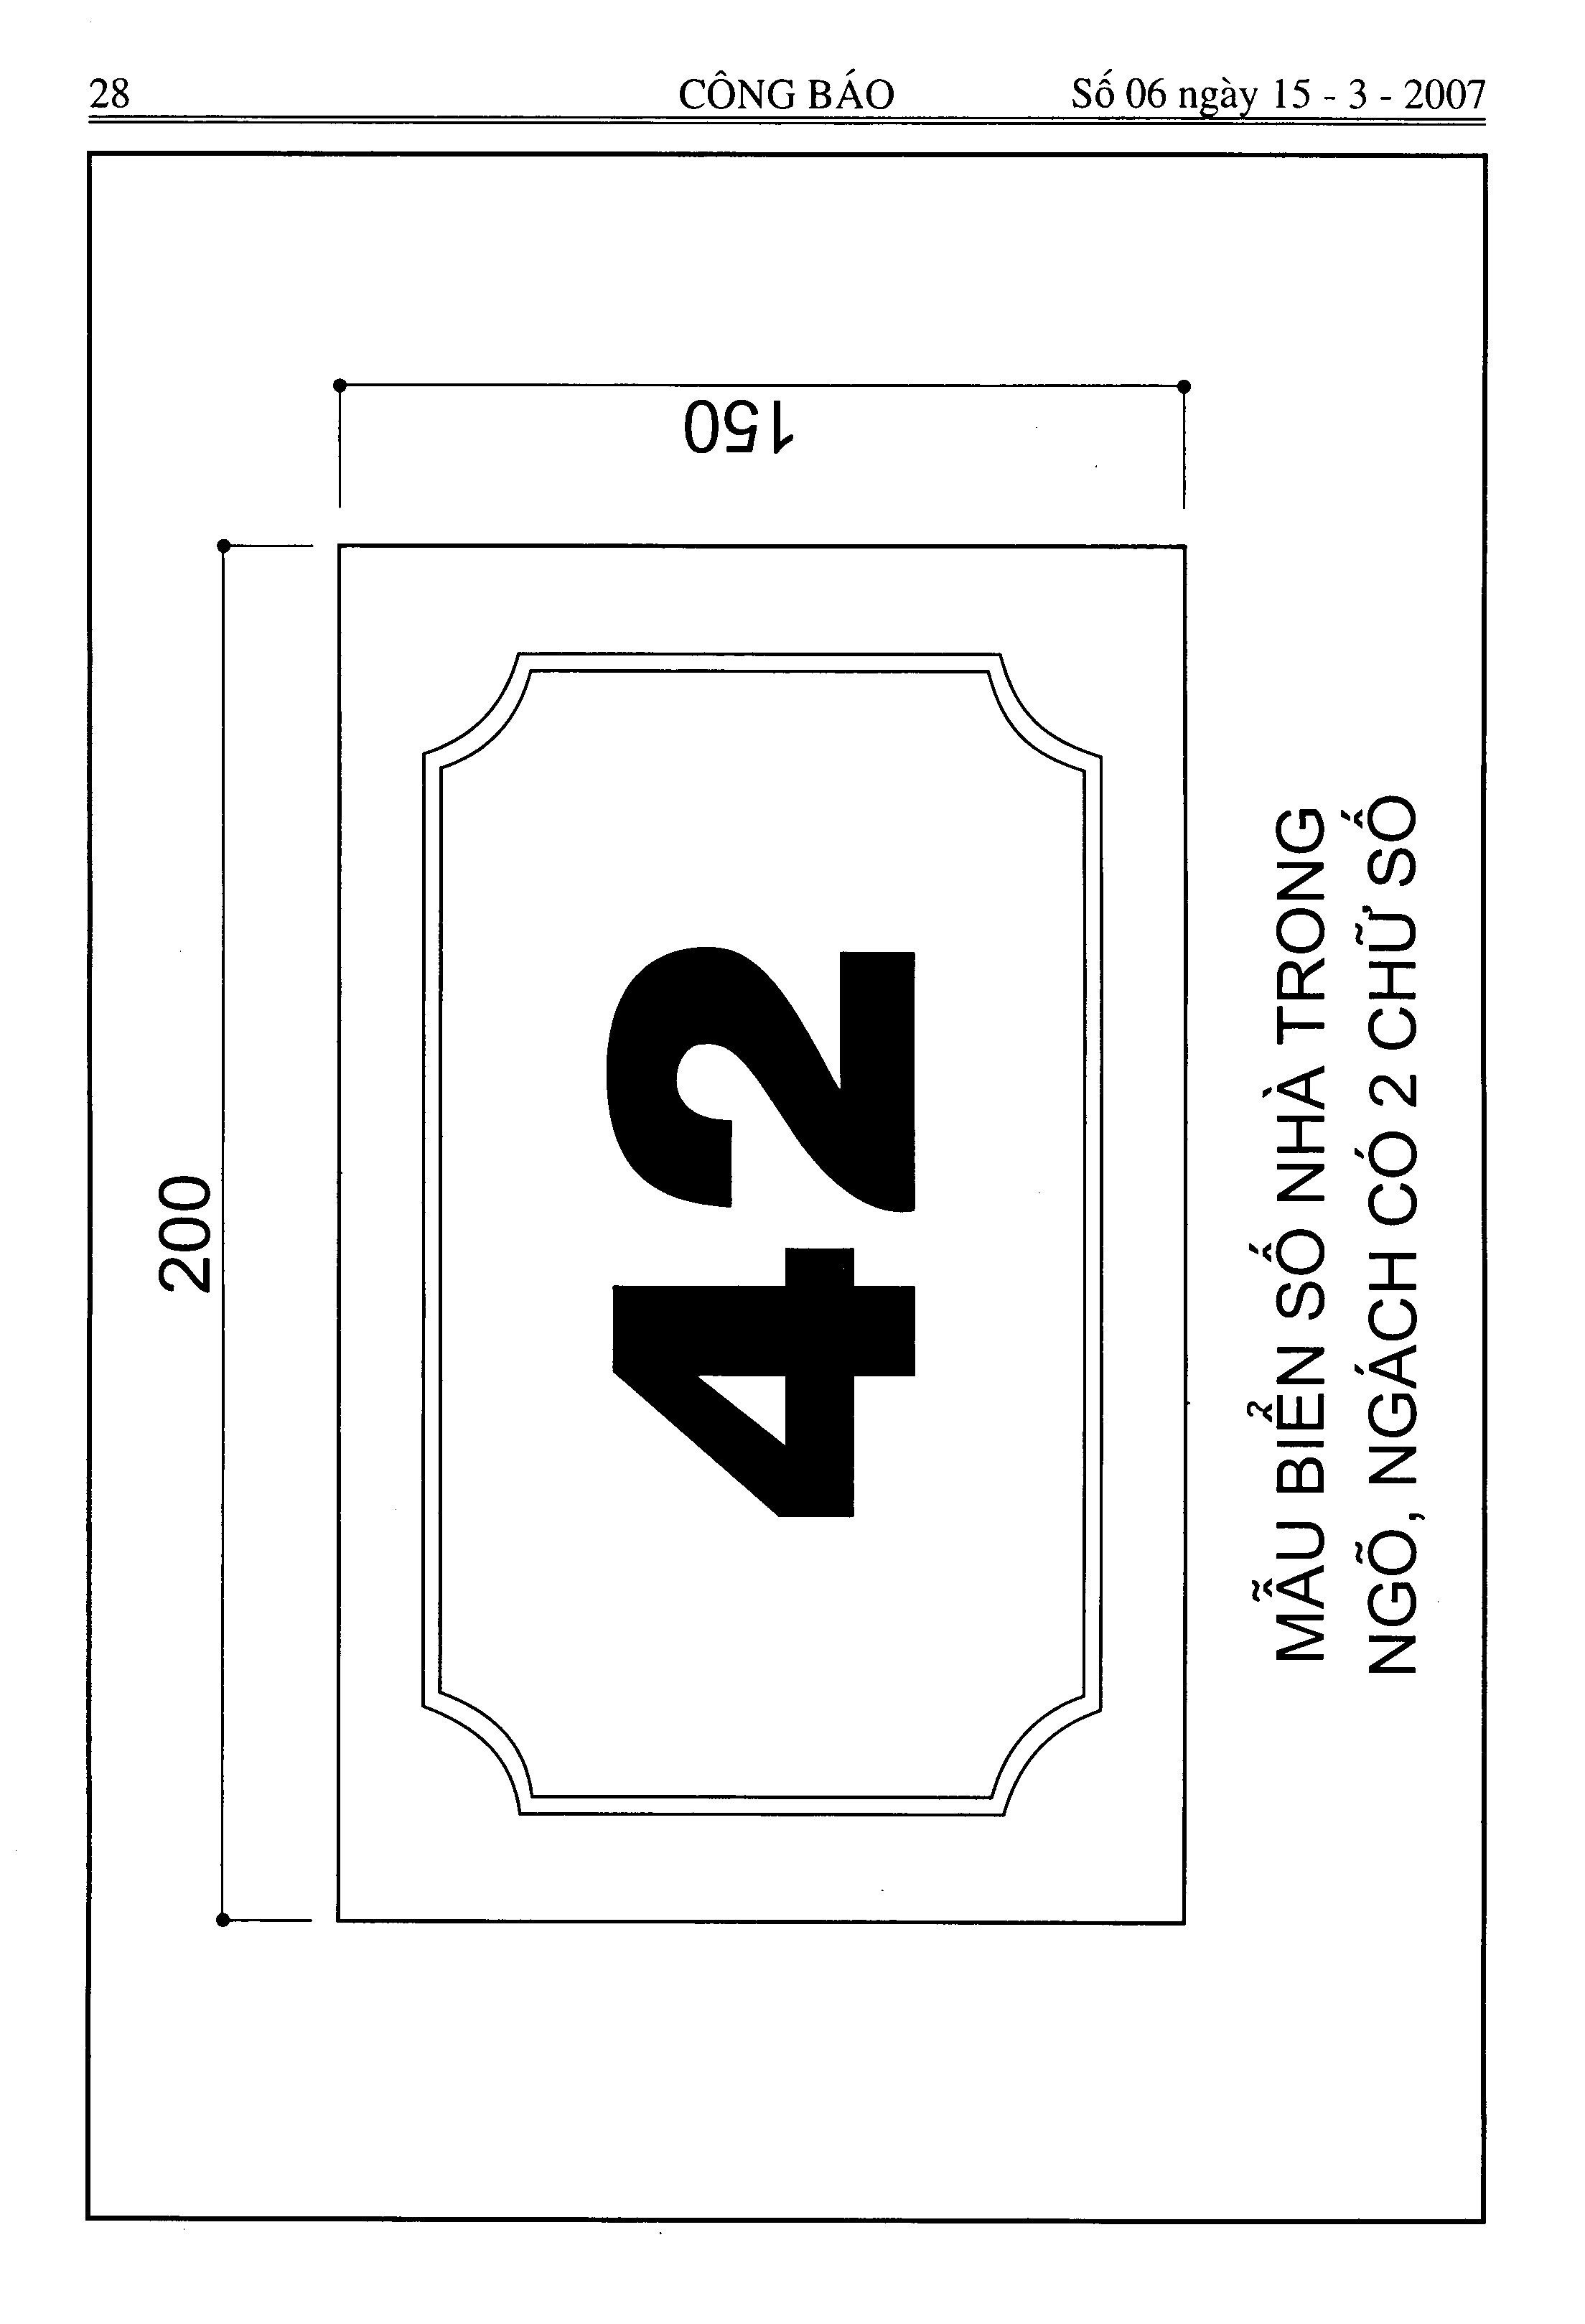 28 CÔNG BÁO Số 06 ngày 15 - 3 - 2007
150
200
42
MẪU BIỂN SỐ NHÀ TRONG
NGÕ, NGÁCH CÓ 2 CHỮ SỐ